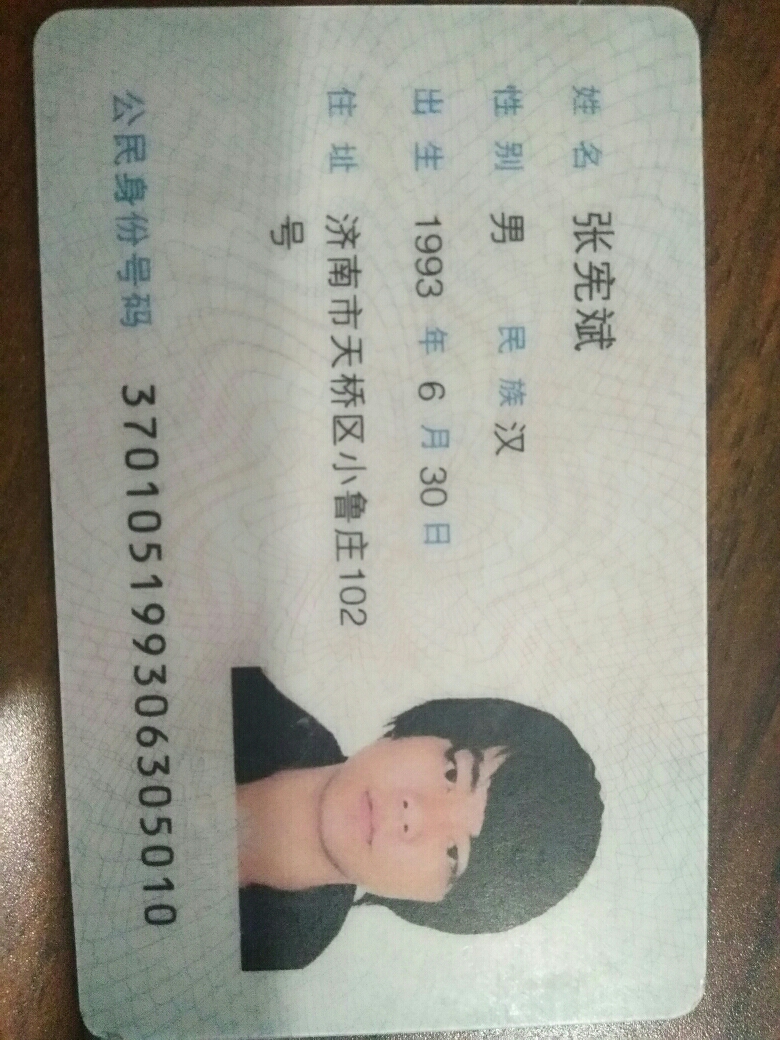 姓名 张宪斌
性别 男 民族 汉
出生 1993 年 6 月 30 日
住址 济南市天桥区小鲁庄102
号
公民身份号码 370105199306305010